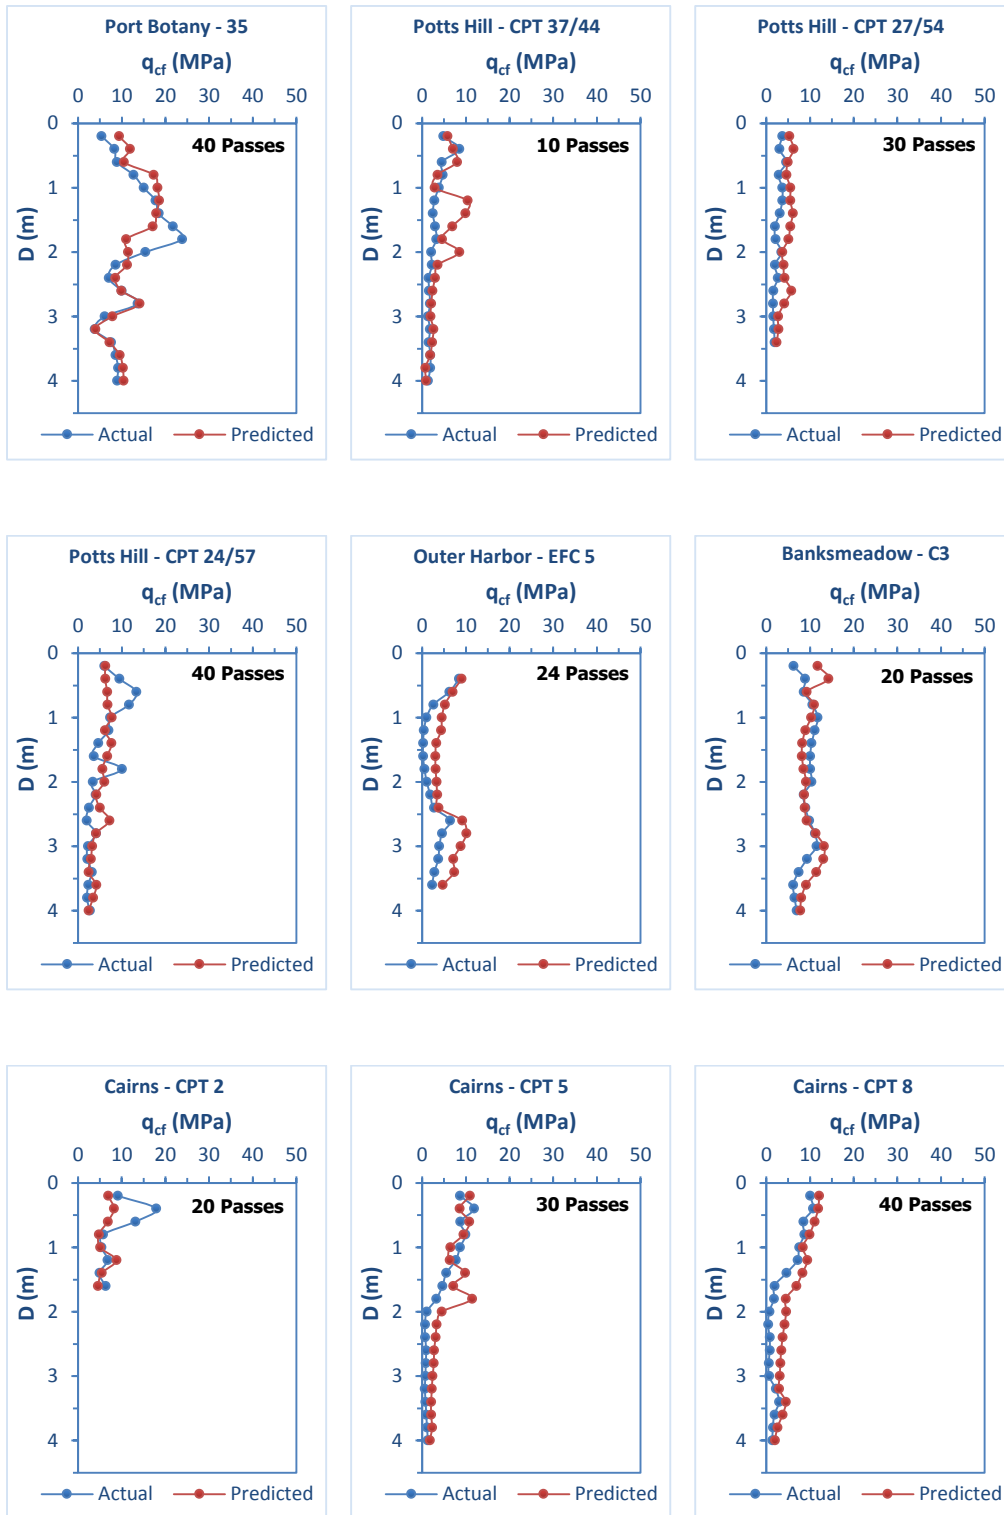 Port Botany - 35
q_cf (MPa)
0 10 20 30 40 50
0
1
2
3
4
D (m)
40 Passes
Actual Predicted
Potts Hill - CPT 37/44
q_cf (MPa)
0 10 20 30 40 50
0
1
2
3
4
D (m)
10 Passes
Actual Predicted
Potts Hill - CPT 27/54
q_cf (MPa)
0 10 20 30 40 50
0
1
2
3
4
D (m)
30 Passes
Actual Predicted
Potts Hill - CPT 24/57
q_cf (MPa)
0 10 20 30 40 50
0
1
2
3
4
D (m)
40 Passes
Actual Predicted
Outer Harbor - EFC 5
q_cf (MPa)
0 10 20 30 40 50
0
1
2
3
4
D (m)
24 Passes
Actual Predicted
Banksmeadow - C3
q_cf (MPa)
0 10 20 30 40 50
0
1
2
3
4
D (m)
20 Passes
Actual Predicted
Cairns - CPT 2
q_cf (MPa)
0 10 20 30 40 50
0
1
2
3
4
D (m)
20 Passes
Actual Predicted
Cairns - CPT 5
q_cf (MPa)
0 10 20 30 40 50
0
1
2
3
4
D (m)
30 Passes
Actual Predicted
Cairns - CPT 8
q_cf (MPa)
0 10 20 30 40 50
0
1
2
3
4
D (m)
40 Passes
Actual Predicted